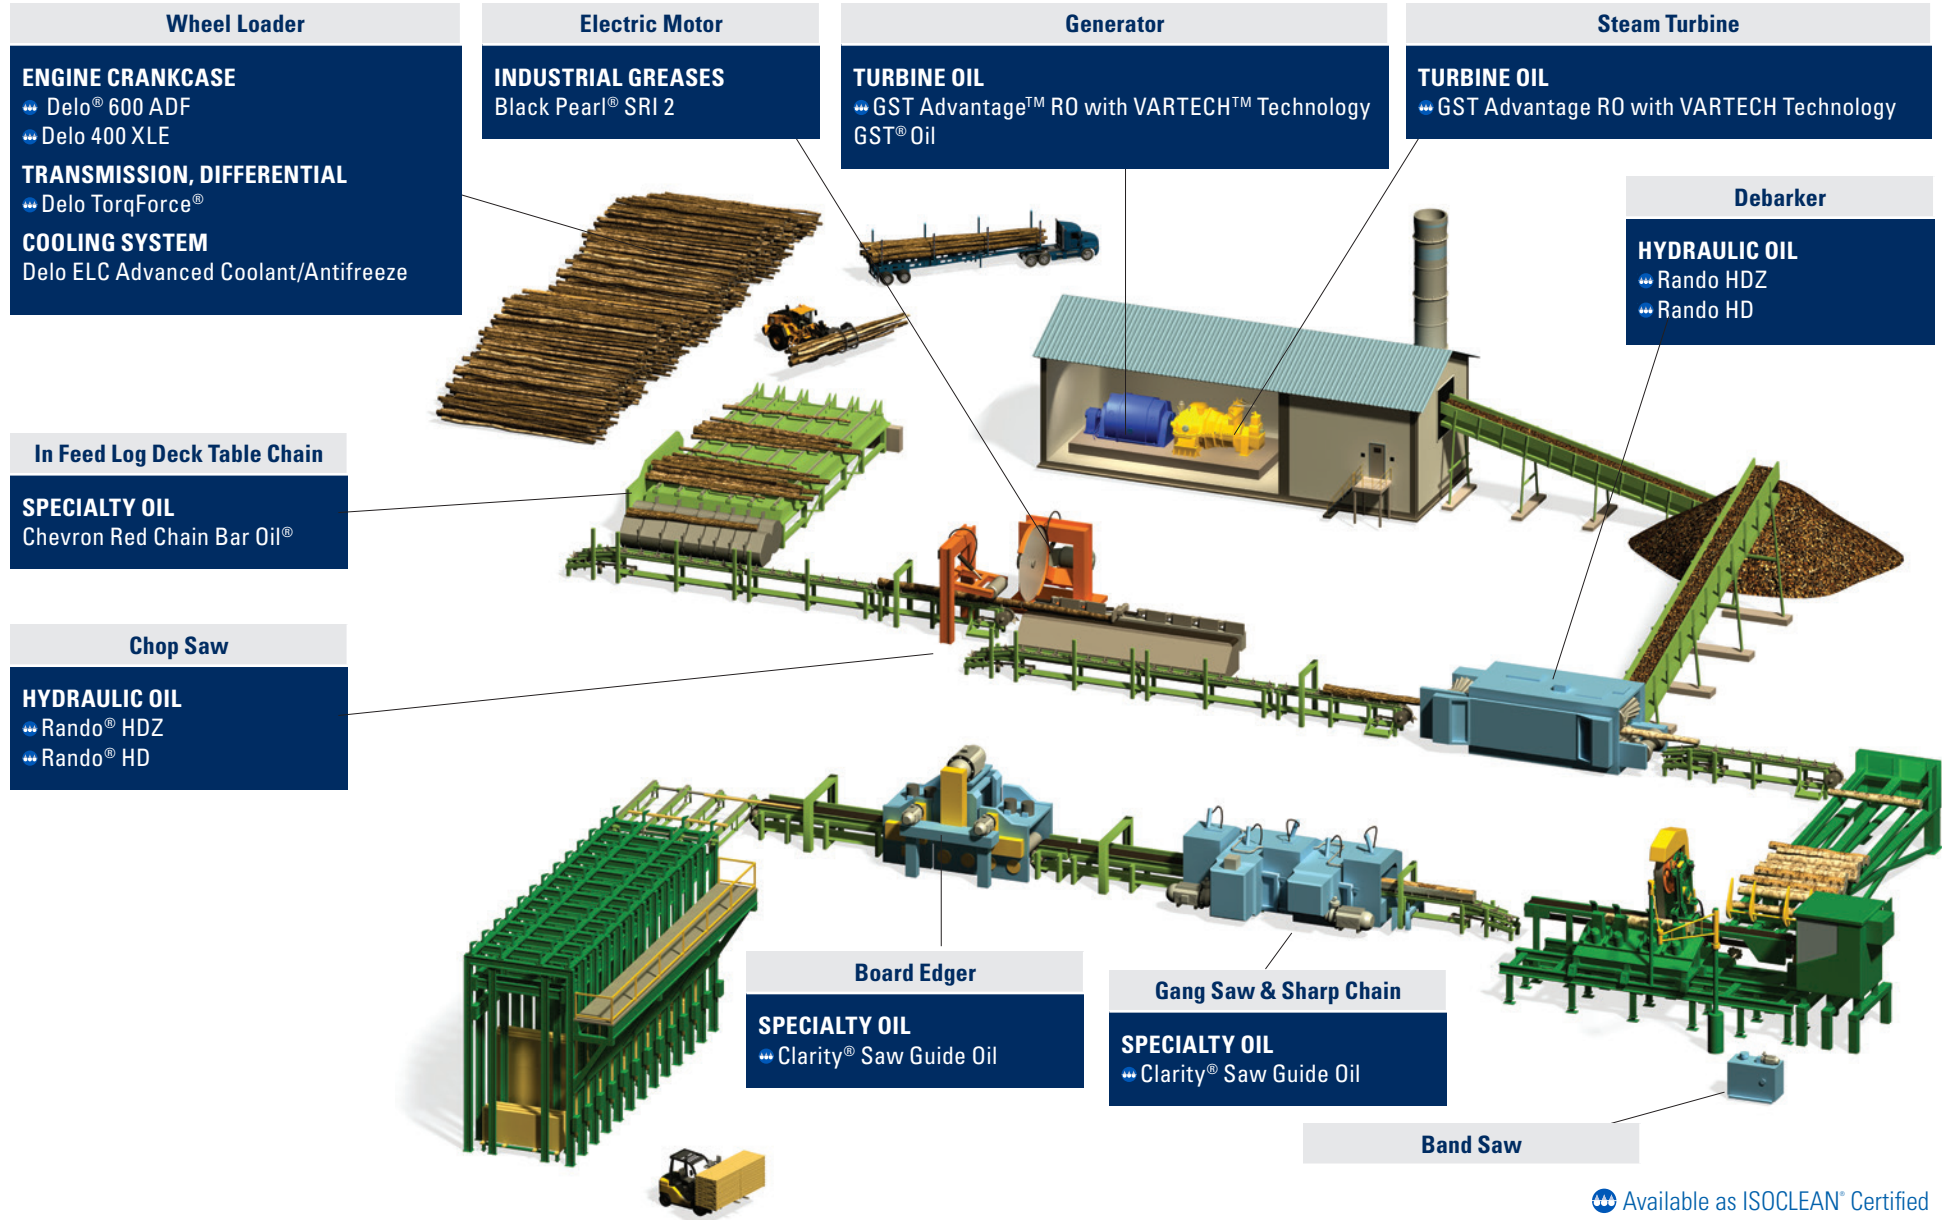 Wheel Loader
ENGINE CRANKCASE
Delo® 600 ADF
Delo 400 XLE
TRANSMISSION, DIFFERENTIAL
Delo TorqForce®
COOLING SYSTEM
Delo ELC Advanced Coolant/Antifreeze
Electric Motor
INDUSTRIAL GREASES
Black Pearl® SRI 2
Generator
TURBINE OIL
GST Advantage™ RO with VARTECH™ Technology
GST® Oil
Steam Turbine
TURBINE OIL
GST Advantage RO with VARTECH Technology
Debarker
HYDRAULIC OIL
Rando HDZ
Rando HD
In Feed Log Deck Table Chain
SPECIALTY OIL
Chevron Red Chain Bar Oil®
Chop Saw
HYDRAULIC OIL
Rando® HDZ
Rando® HD
Board Edger
SPECIALTY OIL
Clarity® Saw Guide Oil
Gang Saw & Sharp Chain
SPECIALTY OIL
Clarity® Saw Guide Oil
Band Saw
Available as ISOCLEAN® Certified